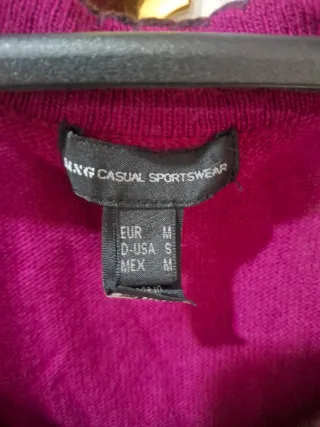 MNG CASUAL SPORTSWEAR
EUR M
D-USA S
MEX M